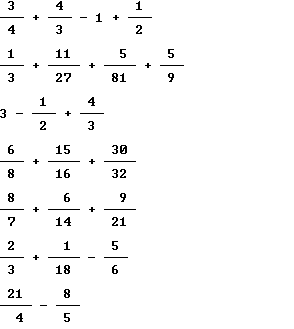 3/4 + 4/3 - 1 + 1/2
1/3 + 11/27 + 5/81 + 5/9
3 - 1/2 + 4/3
6/8 + 15/16 + 30/32
8/7 + 6/14 + 9/21
2/3 + 1/18 - 5/6
21/4 - 8/5